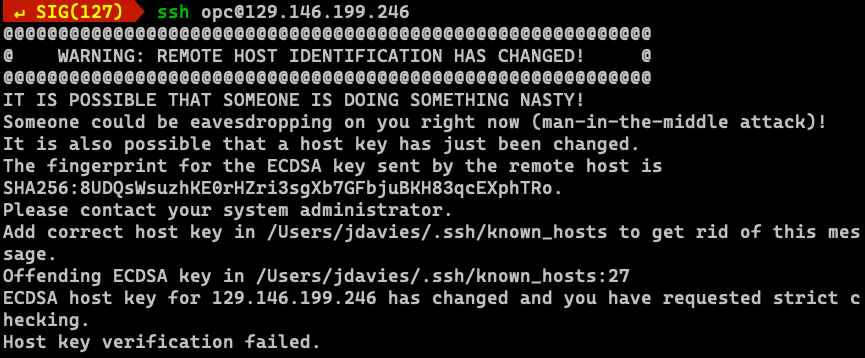 ↵ SIG(127) ssh opc@129.146.199.246
@@@@@@@@@@@@@@@@@@@@@@@@@@@@@@@@@@@@@@@@@@@@@@@@@@@@@@@@@@@
@    WARNING: REMOTE HOST IDENTIFICATION HAS CHANGED!     @
@@@@@@@@@@@@@@@@@@@@@@@@@@@@@@@@@@@@@@@@@@@@@@@@@@@@@@@@@@@
IT IS POSSIBLE THAT SOMEONE IS DOING SOMETHING NASTY!
Someone could be eavesdropping on you right now (man-in-the-middle attack)!
It is also possible that a host key has just been changed.
The fingerprint for the ECDSA key sent by the remote host is
SHA256:8UDQsWsuzhKE0rHZri3sgXb7GFbjuBKH83qcEXphTRo.
Please contact your system administrator.
Add correct host key in /Users/jdavies/.ssh/known_hosts to get rid of this mes
sage.
Offending ECDSA key in /Users/jdavies/.ssh/known_hosts:27
ECDSA host key for 129.146.199.246 has changed and you have requested strict c
hecking.
Host key verification failed.